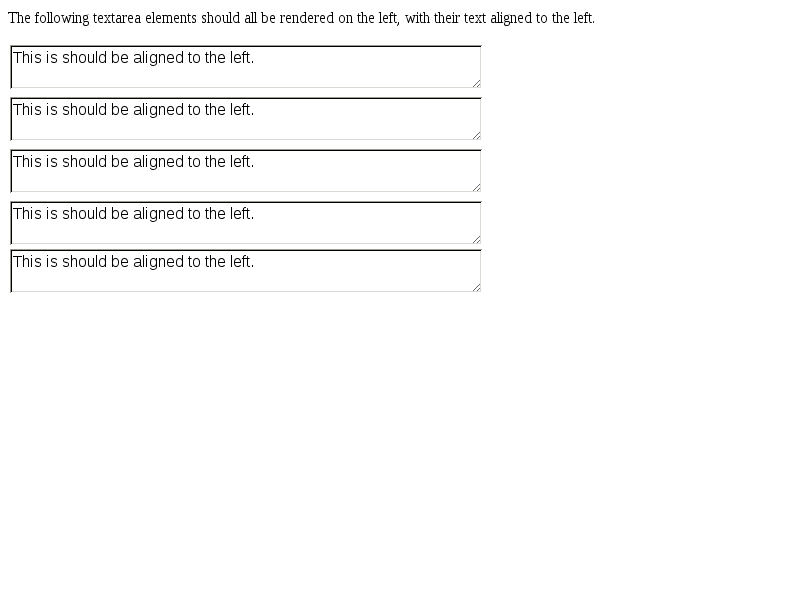 The following textarea elements should all be rendered on the left, with their text aligned to the left.
This is should be aligned to the left.
This is should be aligned to the left.
This is should be aligned to the left.
This is should be aligned to the left.
This is should be aligned to the left.